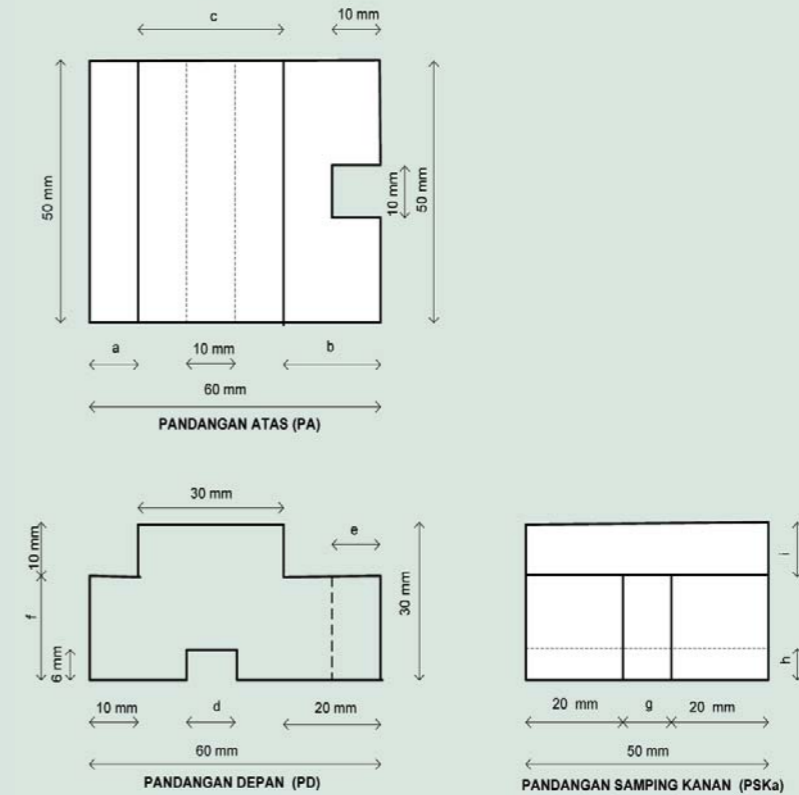 c
10 mm
50 mm
10 mm
50 mm
a
10 mm
b
60 mm
PANDANGAN ATAS (PA)
30 mm
e
10 mm
f
6 mm
30 mm
10 mm
d
20 mm
60 mm
PANDANGAN DEPAN (PD)
i
h
20 mm
g
20 mm
50 mm
PANDANGAN SAMPING KANAN (PSKa)